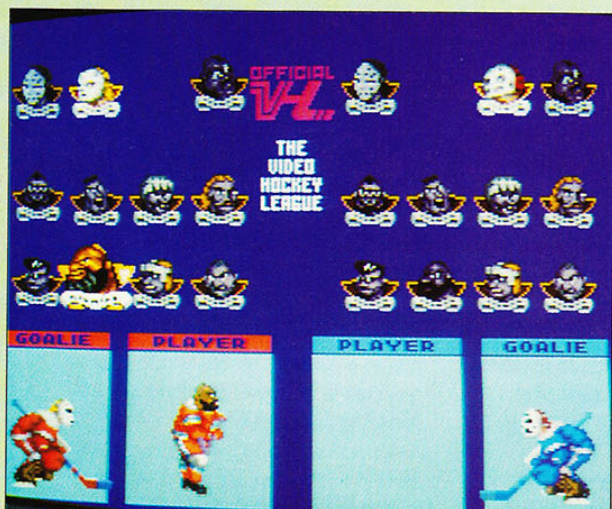 OFFICIAL
VHL
THE
VIDEO
HOCKEY
LEAGUE
GOALIE
PLAYER
PLAYER
GOALIE